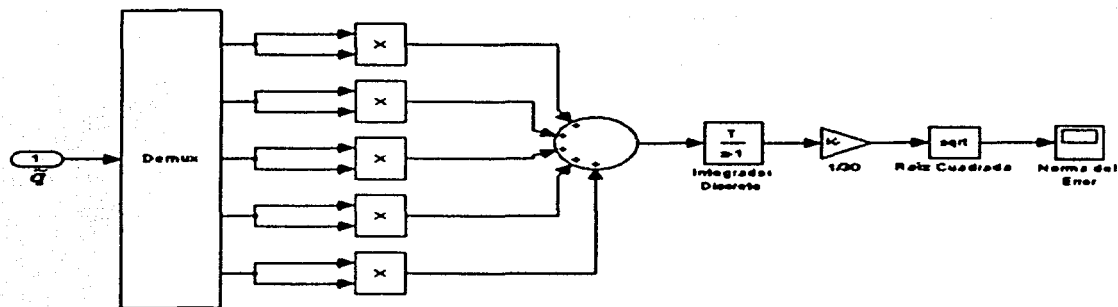 1
q̃
Demux
×
×
×
×
×
+
+
+
+
+
T
z-1
Integrador
Discreto
K-
1/30
sqrt
Raiz Cuadrada
Norma del
Error